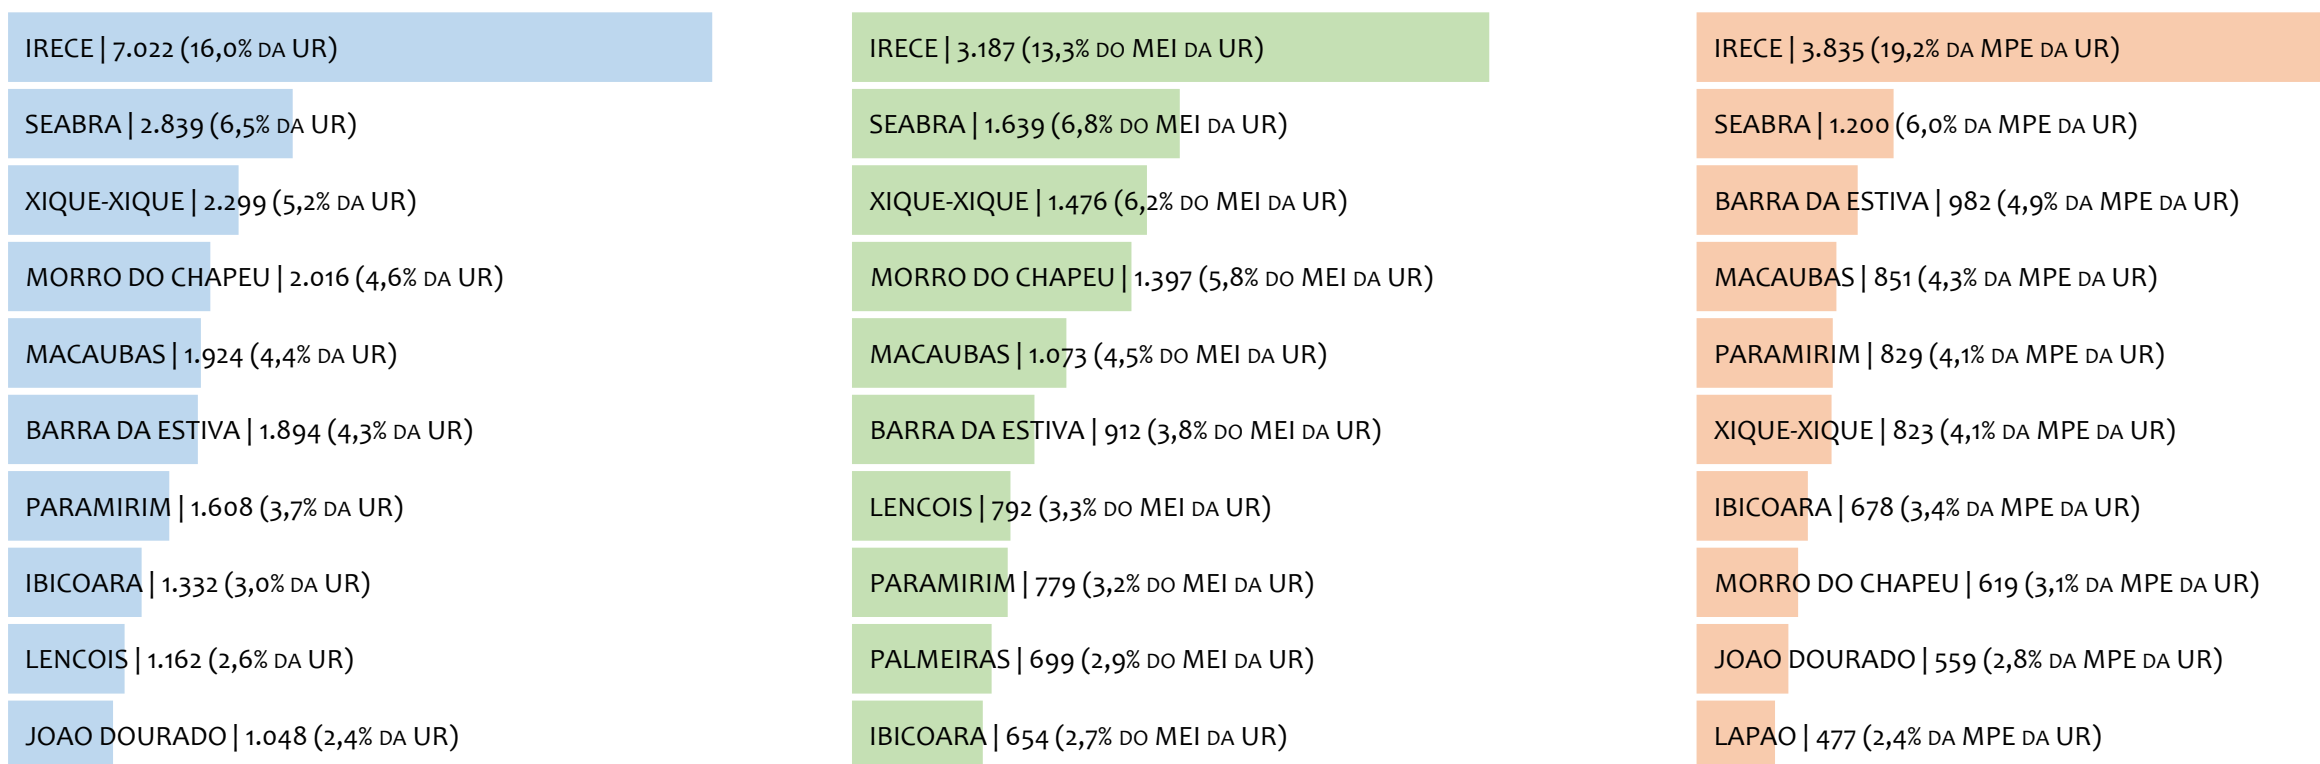 IRECE | 7.022 (16,0% DA UR)
SEABRA | 2.839 (6,5% DA UR)
XIQUE-XIQUE | 2.299 (5,2% DA UR)
MORRO DO CHAPEU | 2.016 (4,6% DA UR)
MACAUBAS | 1.924 (4,4% DA UR)
BARRA DA ESTIVA | 1.894 (4,3% DA UR)
PARAMIRIM | 1.608 (3,7% DA UR)
IBICOARA | 1.332 (3,0% DA UR)
LENCOIS | 1.162 (2,6% DA UR)
JOAO DOURADO | 1.048 (2,4% DA UR)
IRECE | 3.187 (13,3% DO MEI DA UR)
SEABRA | 1.639 (6,8% DO MEI DA UR)
XIQUE-XIQUE | 1.476 (6,2% DO MEI DA UR)
MORRO DO CHAPEU | 1.397 (5,8% DO MEI DA UR)
MACAUBAS | 1.073 (4,5% DO MEI DA UR)
BARRA DA ESTIVA | 912 (3,8% DO MEI DA UR)
LENCOIS | 792 (3,3% DO MEI DA UR)
PARAMIRIM | 779 (3,2% DO MEI DA UR)
PALMEIRAS | 699 (2,9% DO MEI DA UR)
IBICOARA | 654 (2,7% DO MEI DA UR)
IRECE | 3.835 (19,2% DA MPE DA UR)
SEABRA | 1.200 (6,0% DA MPE DA UR)
BARRA DA ESTIVA | 982 (4,9% DA MPE DA UR)
MACAUBAS | 851 (4,3% DA MPE DA UR)
PARAMIRIM | 829 (4,1% DA MPE DA UR)
XIQUE-XIQUE | 823 (4,1% DA MPE DA UR)
IBICOARA | 678 (3,4% DA MPE DA UR)
MORRO DO CHAPEU | 619 (3,1% DA MPE DA UR)
JOAO DOURADO | 559 (2,8% DA MPE DA UR)
LAPAO | 477 (2,4% DA MPE DA UR)